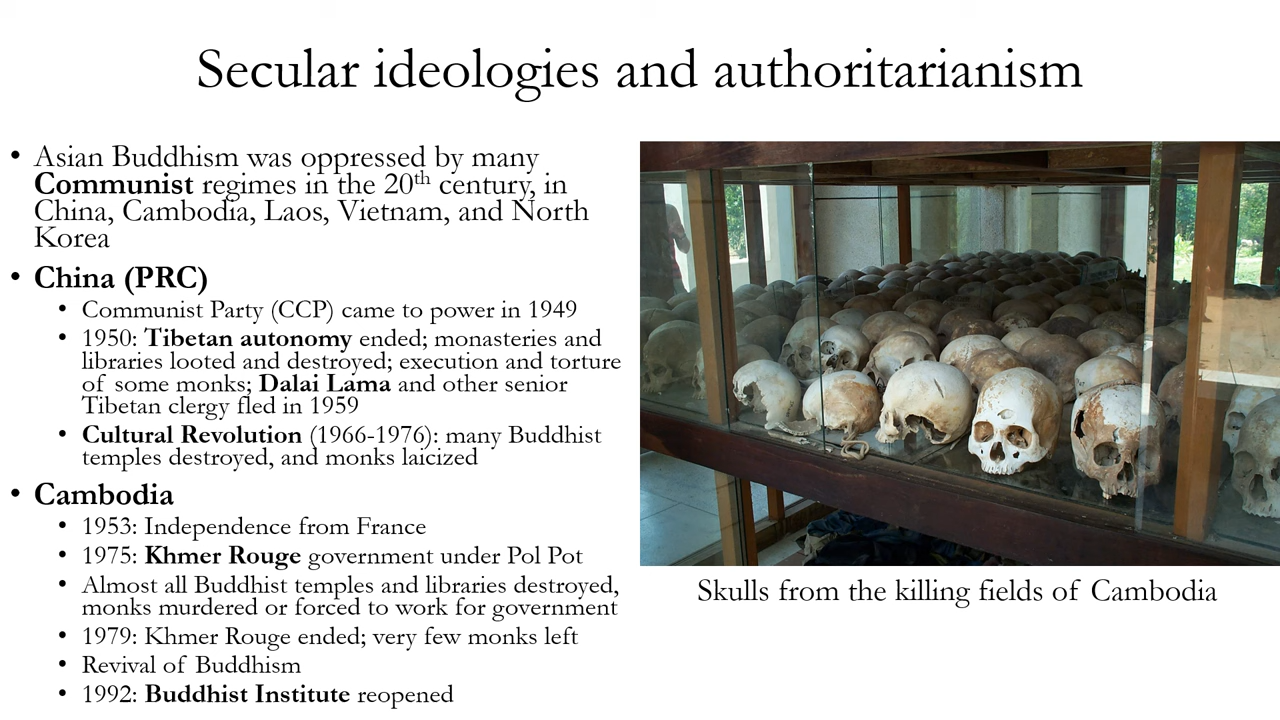 Secular ideologies and authoritarianism
• Asian Buddhism was oppressed by many
Communist regimes in the 20th century, in
China, Cambodia, Laos, Vietnam, and North
Korea
• China (PRC)
• Communist Party (CCP) came to power in 1949
• 1950: Tibetan autonomy ended; monasteries and
libraries looted and destroyed; execution and torture
of some monks; Dalai Lama and other senior
Tibetan clergy fled in 1959
• Cultural Revolution (1966-1976): many Buddhist
temples destroyed, and monks laicized
• Cambodia
• 1953: Independence from France
• 1975: Khmer Rouge government under Pol Pot
• Almost all Buddhist temples and libraries destroyed,
monks murdered or forced to work for government
• 1979: Khmer Rouge ended; very few monks left
• Revival of Buddhism
• 1992: Buddhist Institute reopened
Skulls from the killing fields of Cambodia